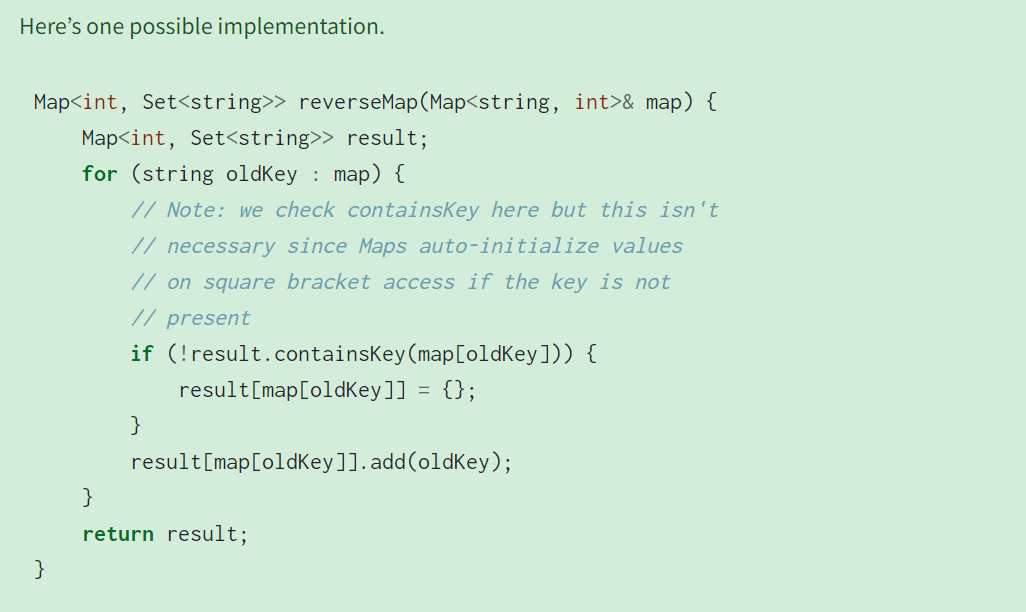 Here’s one possible implementation.
Map<int, Set<string>> reverseMap(Map<string, int>& map) {
    Map<int, Set<string>> result;
    for (string oldKey : map) {
        // Note: we check containsKey here but this isn't
        // necessary since Maps auto-initialize values
        // on square bracket access if the key is not
        // present
        if (!result.containsKey(map[oldKey])) {
            result[map[oldKey]] = {};
        }
        result[map[oldKey]].add(oldKey);
    }
    return result;
}